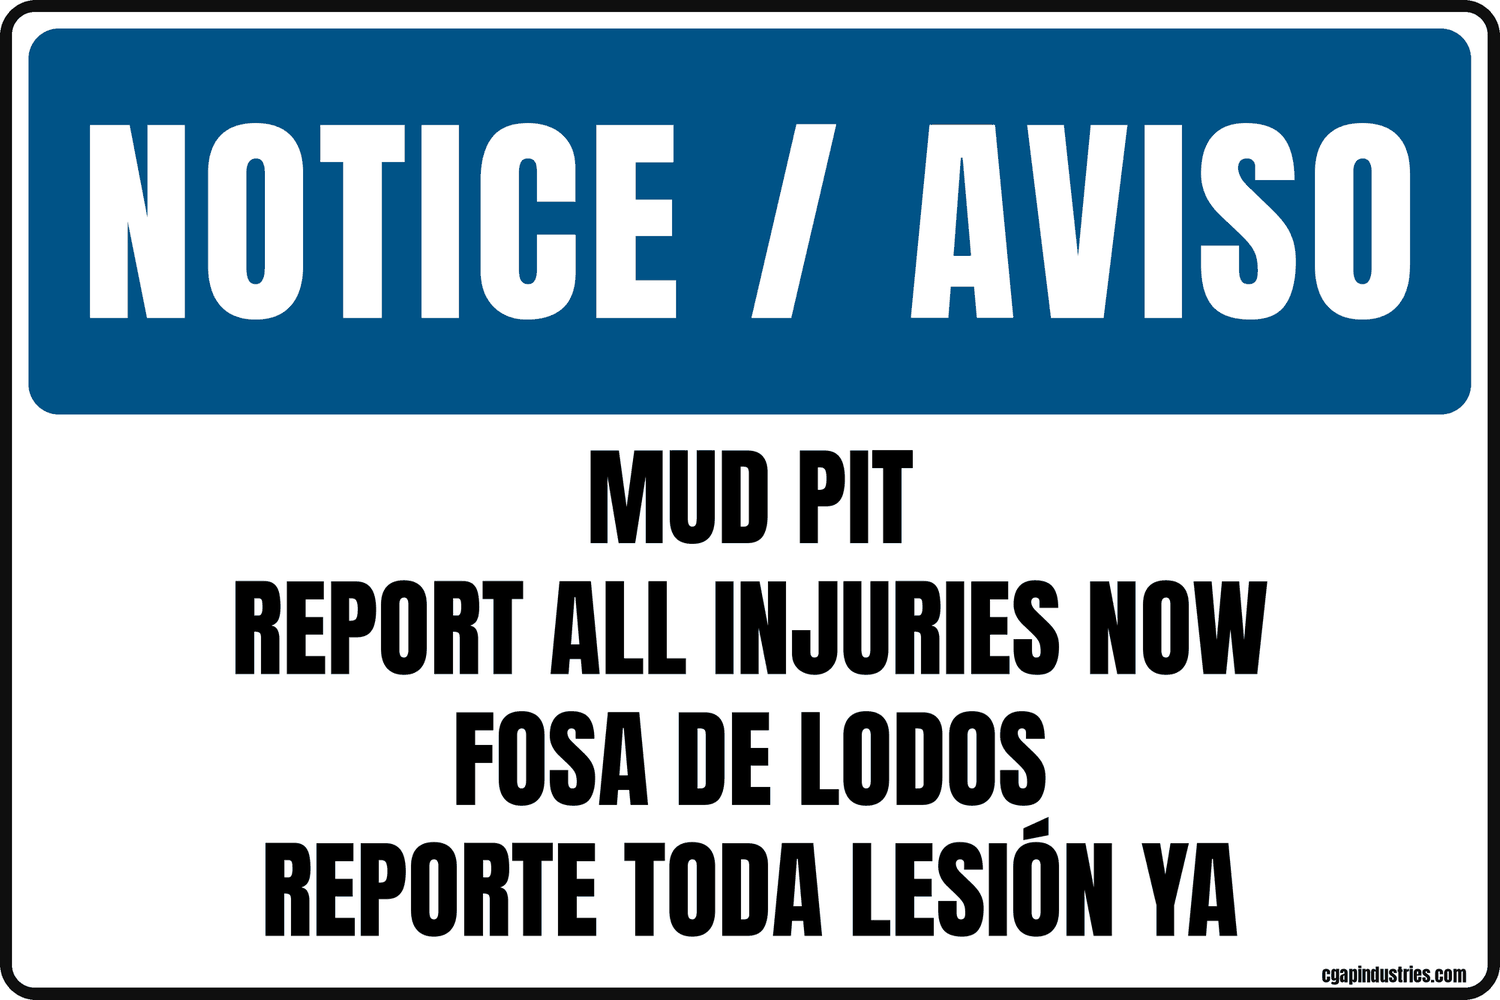 NOTICE / AVISO
MUD PIT
REPORT ALL INJURIES NOW
FOSA DE LODOS
REPORTE TODA LESIÓN YA
cgapindustries.com